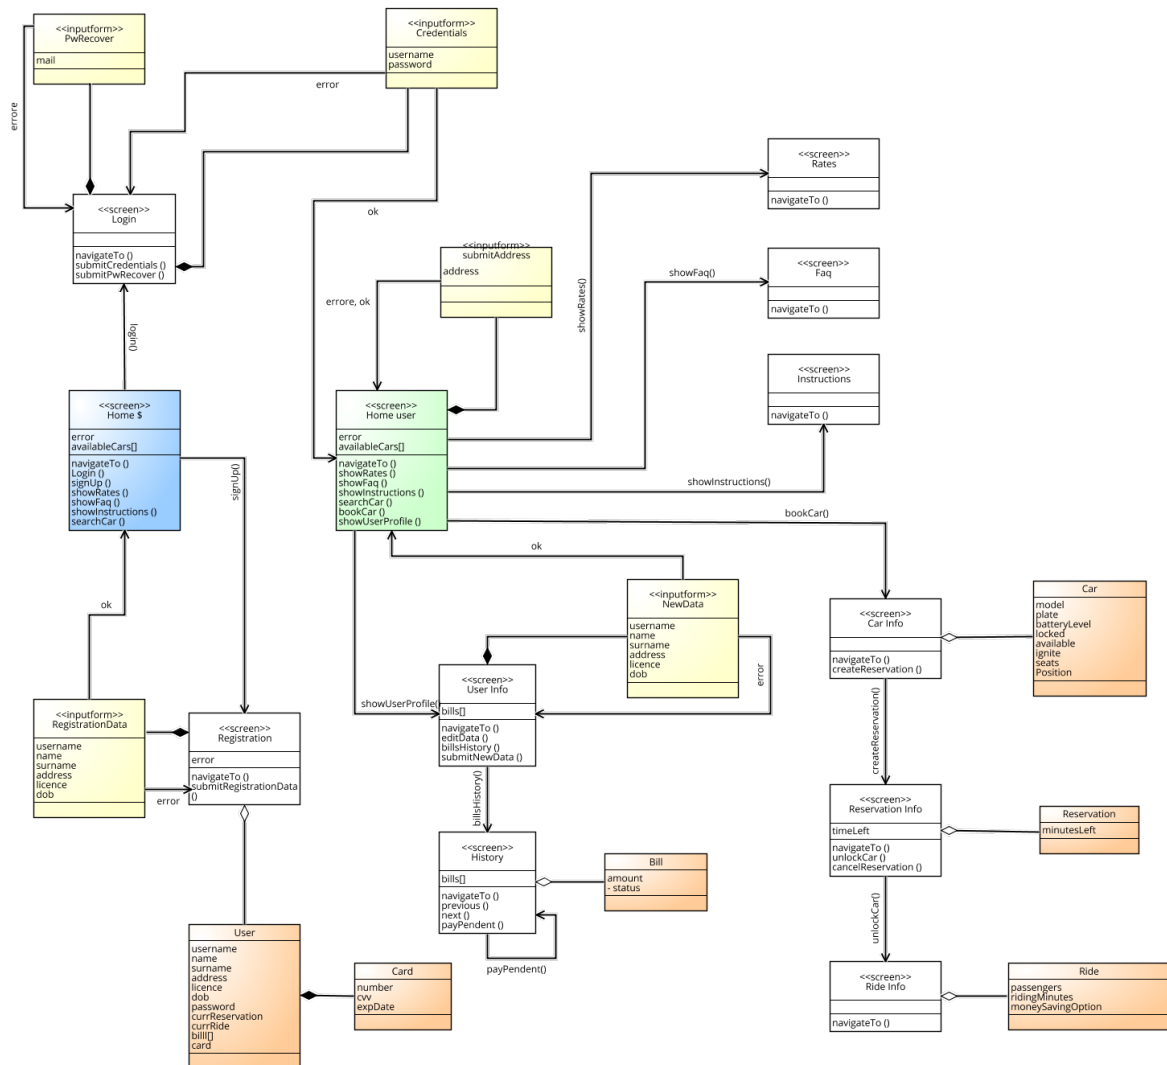 <<inputform>>
PwRecover
mail
<<inputform>>
Credentials
username
password
error
errore
ok
<<screen>>
Login
navigateTo ()
submitCredentials ()
submitPwRecover ()
<<screen>>
Rates
navigateTo ()
<<inputform>>
submitAddress
address
errore, ok
showRates()
showFaq()
<<screen>>
Faq
navigateTo ()
login()
<<screen>>
Instructions
navigateTo ()
<<screen>>
Home $
error
availableCars[]
navigateTo ()
Login ()
signUp ()
showRates ()
showFaq ()
showInstructions ()
searchCar ()
signUp()
<<screen>>
Home user
error
availableCars[]
navigateTo ()
showRates ()
showFaq ()
showInstructions ()
searchCar ()
bookCar ()
showUserProfile ()
showInstructions()
bookCar()
ok
ok
<<inputform>>
NewData
username
name
surname
address
licence
dob
error
<<screen>>
Car Info
navigateTo ()
createReservation ()
Car
model
plate
batteryLevel
locked
available
ignite
seats
Position
<<screen>>
User Info
bills[]
navigateTo ()
editData ()
billsHistory ()
submitNewData ()
showUserProfile()
<<inputform>>
RegistrationData
username
name
surname
address
licence
dob
error
<<screen>>
Registration
error
navigateTo ()
submitRegistrationData
()
createReservation()
billsHistory()
<<screen>>
Reservation Info
timeLeft
navigateTo ()
unlockCar ()
cancelReservation ()
Reservation
minutesLeft
<<screen>>
History
bills[]
navigateTo ()
previous ()
next ()
payPendent ()
payPendent()
Bill
amount
- status
unlockCar()
User
username
name
surname
address
licence
dob
password
currReservation
currRide
billl[]
card
Card
number
cvv
expDate
<<screen>>
Ride Info
navigateTo ()
Ride
passengers
ridingMinutes
moneySavingOption